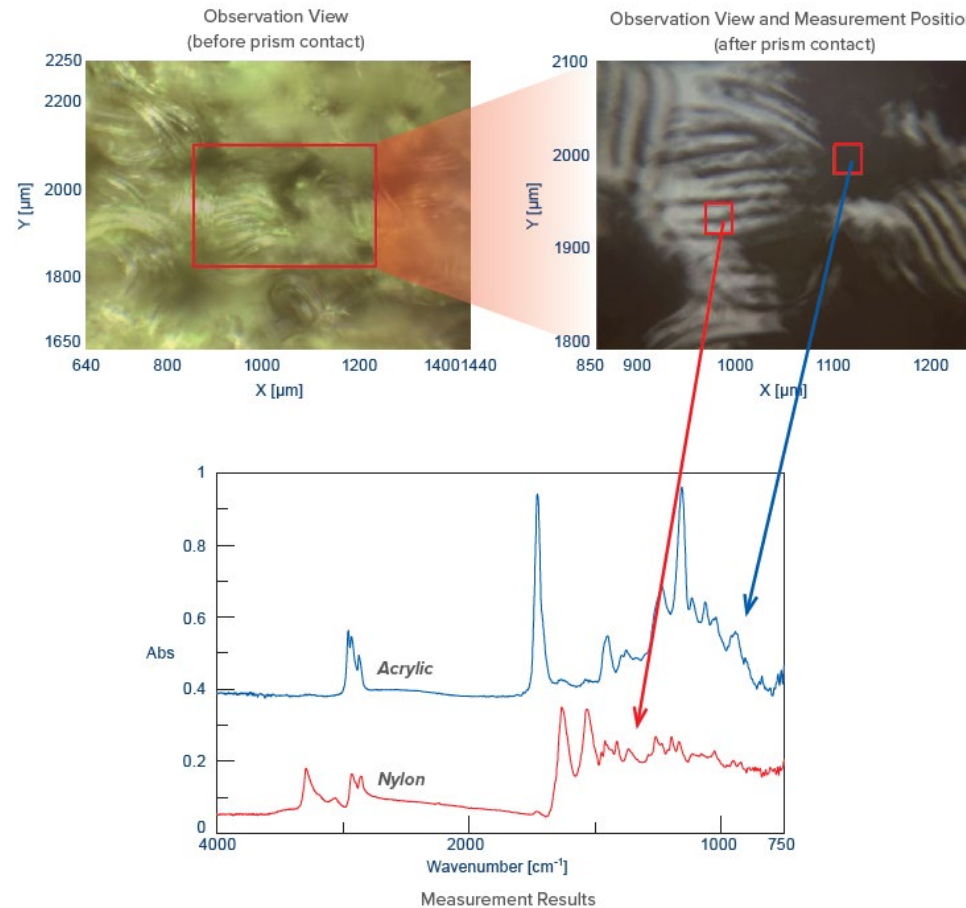 Observation View
(before prism contact)
Observation View and Measurement Positio
(after prism contact)
2250
2200
2000
1800
1650
Y [µm]
640 800 1000 1200 14001440
X [µm]
2100
2000
1900
1800
Y [µm]
850 900 1000 1100 1200
X [µm]
1
0.8
0.6
Abs
0.4
0.2
0
Acrylic
Nylon
4000 2000 1000 750
Wavenumber [cm⁻¹]
Measurement Results